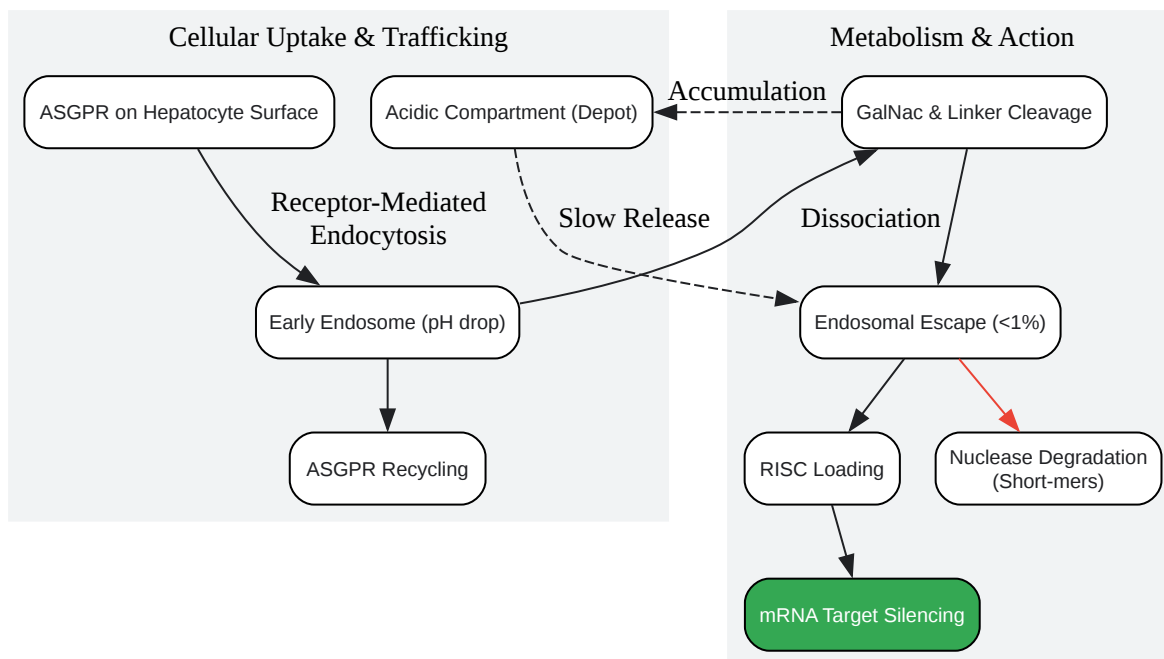 Cellular Uptake & Trafficking
Metabolism & Action
ASGPR on Hepatocyte Surface
Acidic Compartment (Depot)
Accumulation
GalNac & Linker Cleavage
Receptor-Mediated
Endocytosis
Slow Release
Dissociation
Early Endosome (pH drop)
Endosomal Escape (<1%)
ASGPR Recycling
RISC Loading
Nuclease Degradation
(Short-mers)
mRNA Target Silencing